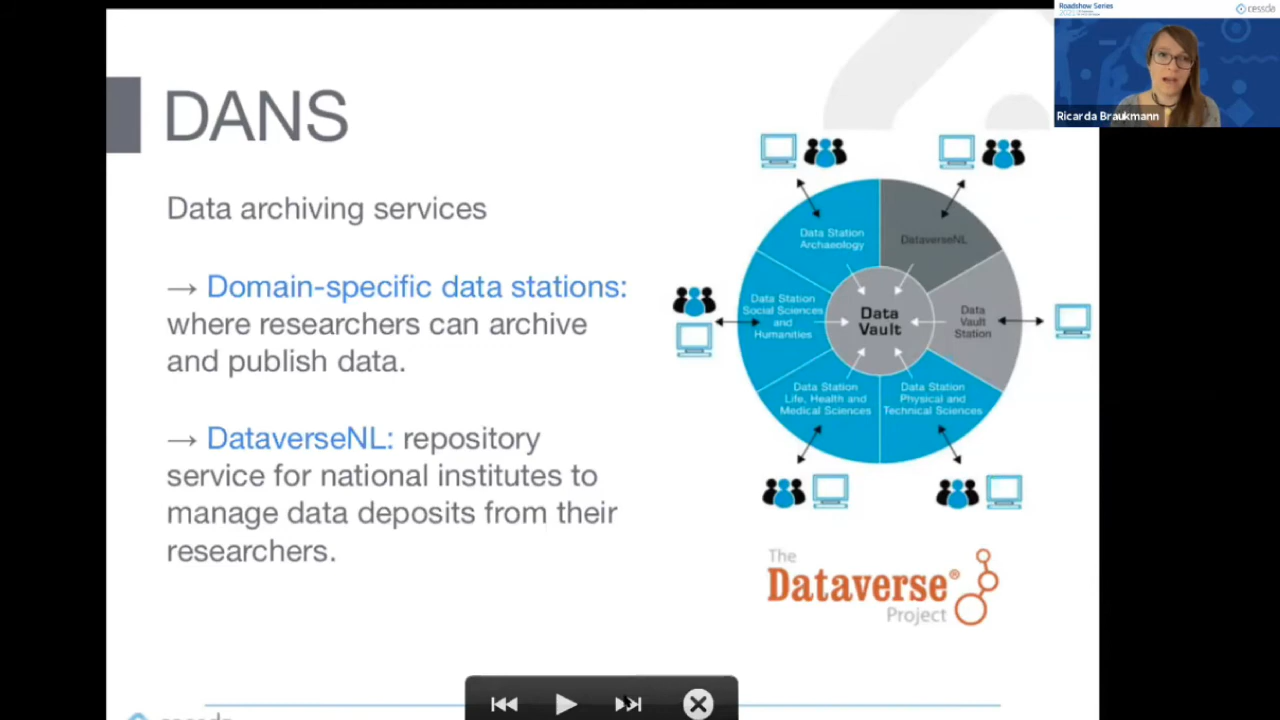 Roadshow Series
cessda
Ricarda Braukmann
DANS
Data archiving services
→ Domain-specific data stations:
where researchers can archive
and publish data.
→ DataverseNL: repository
service for national institutes to
manage data deposits from their
researchers.
Data Station
Archaeology
DataverseNL
Data Station
Social Sciences
and
Humanities
Data
Vault
Data
Vault
Station
Data Station
Life, Health and
Medical Sciences
Data Station
Physical and
Technical Sciences
The
Dataverse®
Project